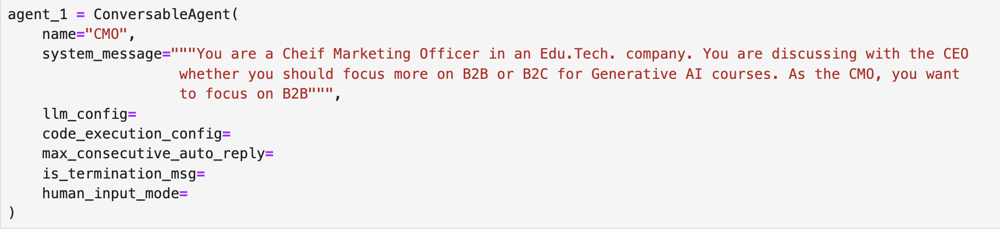 agent_1 = ConversableAgent(
    name="CMO",
    system_message="""You are a Cheif Marketing Officer in an Edu.Tech. company. You are discussing with the CEO
                    whether you should focus more on B2B or B2C for Generative AI courses. As the CMO, you want
                    to focus on B2B""",
    llm_config=
    code_execution_config=
    max_consecutive_auto_reply=
    is_termination_msg=
    human_input_mode=
)